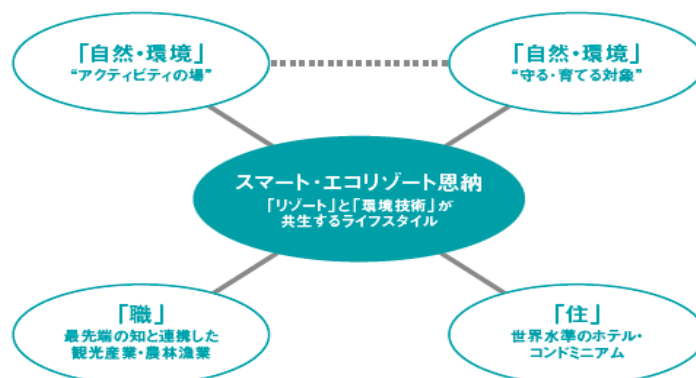 「自然・環境」
“アクティビティの場”
「自然・環境」
“守る・育てる対象”
スマート・エコリゾート恩納
「リゾート」と「環境技術」が
共生するライフスタイル
「職」
最先端の知と連携した
観光産業・農林漁業
「住」
世界水準のホテル・
コンドミニアム